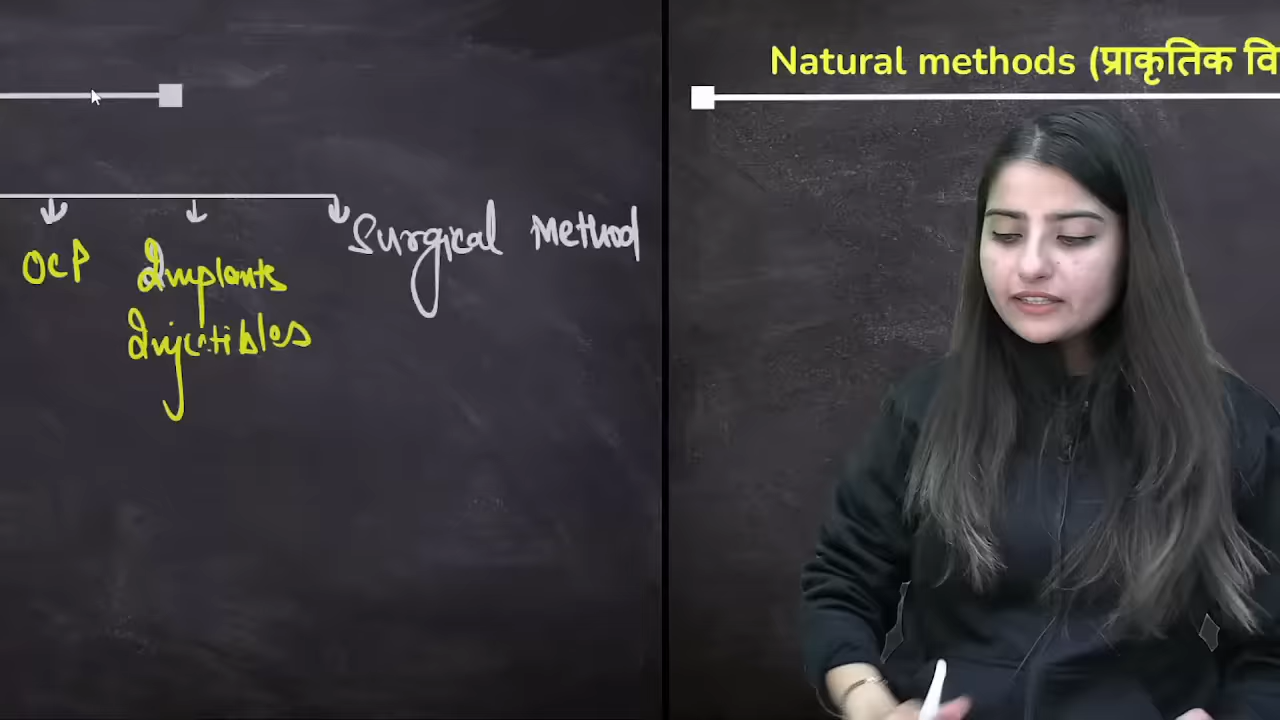 Natural methods (प्राकृतिक वि
OCP
Implants
Injectibles
Surgical Method